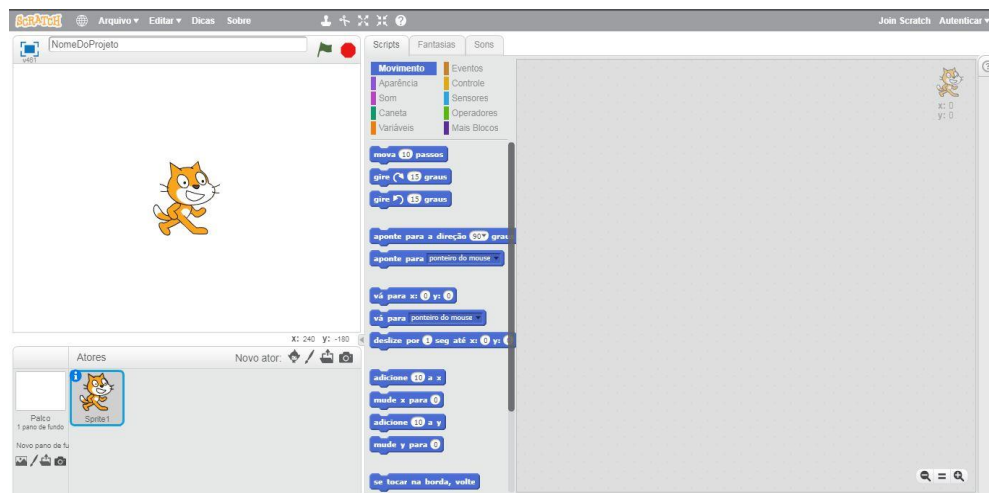 SCRATCH Arquivo Editar Dicas Sobre Join Scratch Autenticar
NomeDoProjeto
v461
Scripts Fantasias Sons
Movimento Eventos
Aparência Controle
Som Sensores
Caneta Operadores
Variáveis Mais Blocos
mova 10 passos
gire 15 graus
gire 15 graus
aponte para a direção 90 grau
aponte para ponteiro do mouse
vá para x: 0 y: 0
vá para ponteiro do mouse
deslize por 1 seg até x: 0 y: 0
adicione 10 a x
mude x para 0
adicione 10 a y
mude y para 0
se tocar na borda, volte
x: 0
y: 0
X: 240 y: -180
Atores Novo ator:
Sprite1
Palco
1 pano de fundo
Novo pano de fu